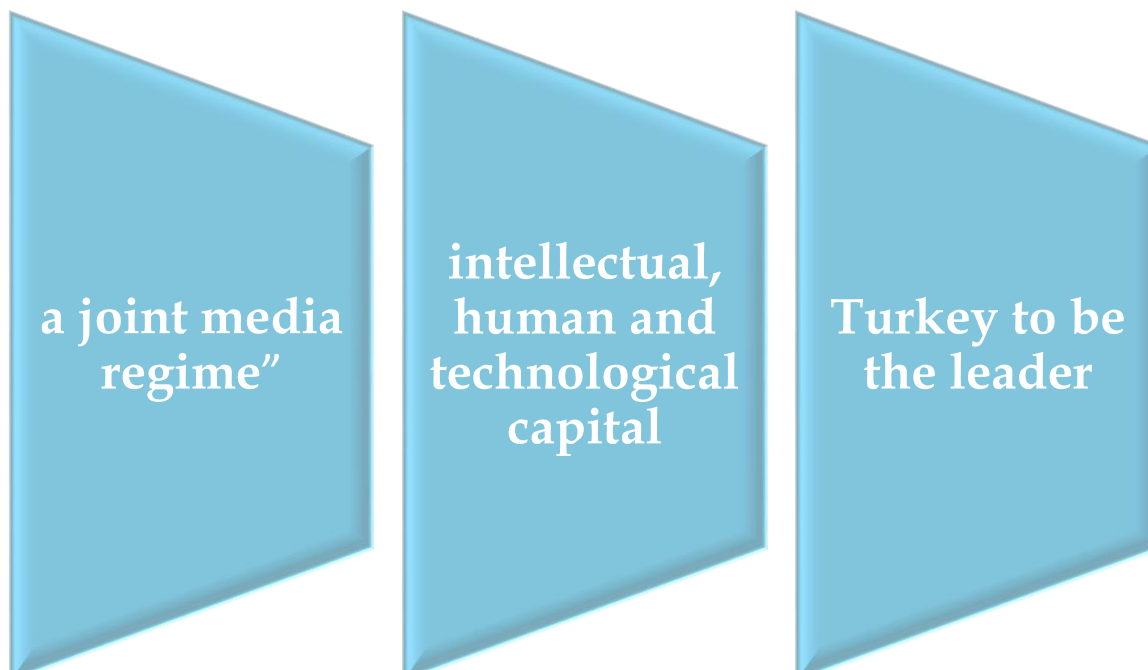 a joint media
regime”
intellectual,
human and
technological
capital
Turkey to be
the leader